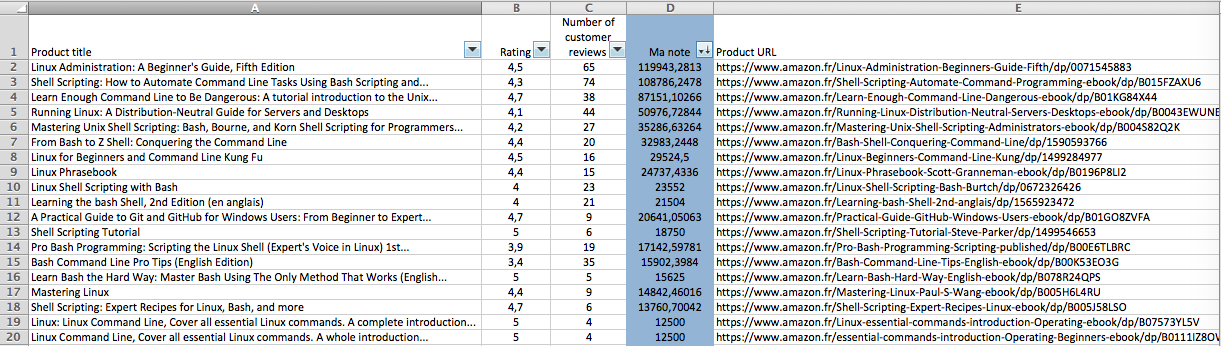 A B C D E
1 Product title Rating Number of customer reviews Ma note Product URL
2 Linux Administration: A Beginner's Guide, Fifth Edition 4,5 65 119943,2813 https://www.amazon.fr/Linux-Administration-Beginners-Guide-Fifth/dp/0071545883
3 Shell Scripting: How to Automate Command Line Tasks Using Bash Scripting and... 4,3 74 108786,2478 https://www.amazon.fr/Shell-Scripting-Automate-Command-Programming-ebook/dp/B015FZAXU6
4 Learn Enough Command Line to Be Dangerous: A tutorial introduction to the Unix... 4,7 38 87151,10266 https://www.amazon.fr/Learn-Enough-Command-Line-Dangerous-ebook/dp/B01KG84X44
5 Running Linux: A Distribution-Neutral Guide for Servers and Desktops 4,1 44 50976,72844 https://www.amazon.fr/Running-Linux-Distribution-Neutral-Servers-Desktops-ebook/dp/B0043EWUNE
6 Mastering Unix Shell Scripting: Bash, Bourne, and Korn Shell Scripting for Programmers... 4,2 27 35286,63264 https://www.amazon.fr/Mastering-Unix-Shell-Scripting-Administrators-ebook/dp/B004S82Q2K
7 From Bash to Z Shell: Conquering the Command Line 4,4 20 32983,2448 https://www.amazon.fr/Bash-Shell-Conquering-Command-Line/dp/1590593766
8 Linux for Beginners and Command Line Kung Fu 4,5 16 29524,5 https://www.amazon.fr/Linux-Beginners-Command-Line-Kung/dp/1499284977
9 Linux Phrasebook 4,4 15 24737,4336 https://www.amazon.fr/Linux-Phrasebook-Scott-Granneman-ebook/dp/B0196P8LI2
10 Linux Shell Scripting with Bash 4 23 23552 https://www.amazon.fr/Linux-Shell-Scripting-Bash-Burtch/dp/0672326426
11 Learning the bash Shell, 2nd Edition (en anglais) 4 21 21504 https://www.amazon.fr/Learning-bash-Shell-2nd-anglais/dp/1565923472
12 A Practical Guide to Git and GitHub for Windows Users: From Beginner to Expert... 4,7 9 20641,05063 https://www.amazon.fr/Practical-Guide-GitHub-Windows-Users-ebook/dp/B01GO8ZVFA
13 Shell Scripting Tutorial 5 6 18750 https://www.amazon.fr/Shell-Scripting-Tutorial-Steve-Parker/dp/1499546653
14 Pro Bash Programming: Scripting the Linux Shell (Expert's Voice in Linux) 1st... 3,9 19 17142,59781 https://www.amazon.fr/Pro-Bash-Programming-Scripting-published/dp/B00E6TLBRC
15 Bash Command Line Pro Tips (English Edition) 3,4 35 15902,3984 https://www.amazon.fr/Bash-Command-Line-Tips-English-ebook/dp/B00K53EO3G
16 Learn Bash the Hard Way: Master Bash Using The Only Method That Works (English... 5 5 15625 https://www.amazon.fr/Learn-Bash-Hard-Way-English-ebook/dp/B078R24QPS
17 Mastering Linux 4,4 9 14842,46016 https://www.amazon.fr/Mastering-Linux-Paul-S-Wang-ebook/dp/B005H6L4RU
18 Shell Scripting: Expert Recipes for Linux, Bash, and more 4,7 6 13760,70042 https://www.amazon.fr/Shell-Scripting-Expert-Recipes-Linux-ebook/dp/B005J58LSO
19 Linux: Linux Command Line, Cover all essential Linux commands. A complete introduction... 5 4 12500 https://www.amazon.fr/Linux-essential-commands-introduction-Operating-ebook/dp/B07573YL5V
20 Linux Command Line, Cover all essential Linux commands. A whole introduction... 5 4 12500 https://www.amazon.fr/essential-commands-introduction-Operating-Beginners-ebook/dp/B0111IZ8OV